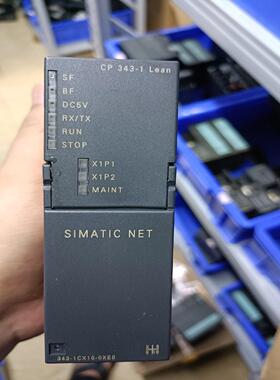 CP 343-1 Lean
SF
BF
DC5V
RX/TX
RUN
STOP
X1P1
X1P2
MAINT
SIMATIC NET
343-1CX10-0XE0